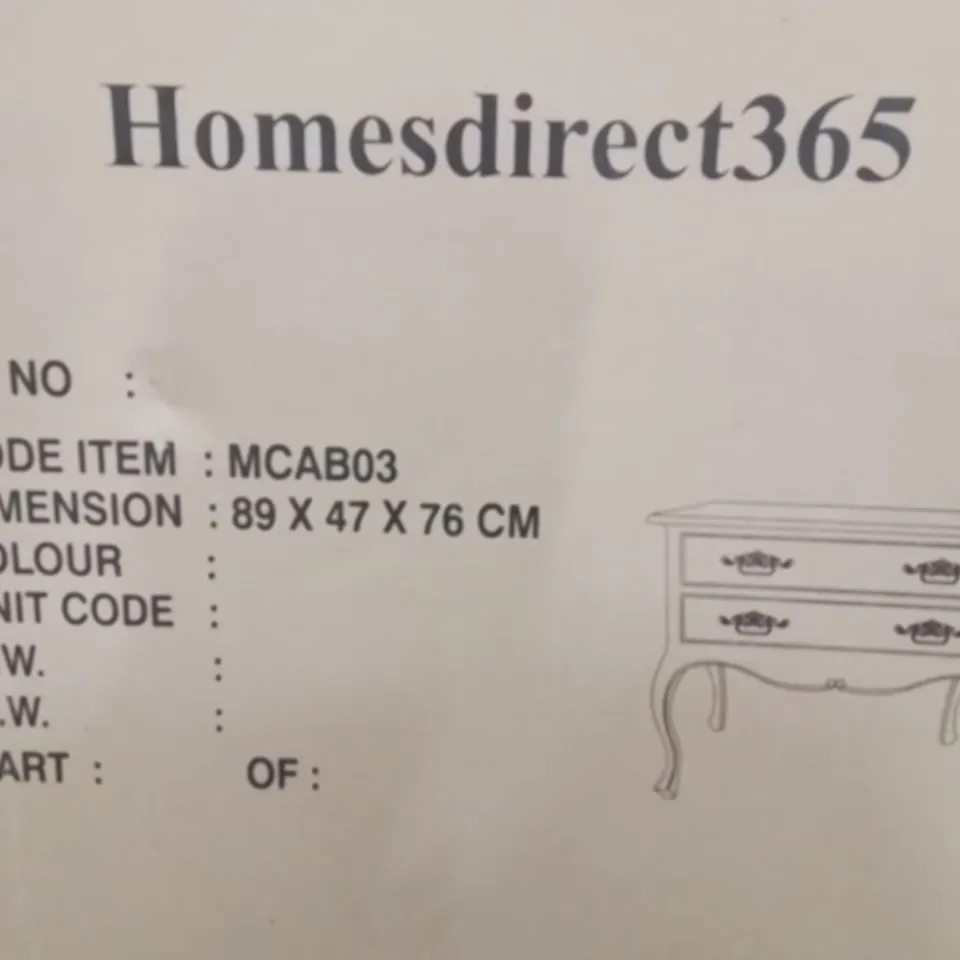 Homesdirect365
NO :
ODE ITEM : MCAB03
MENSION : 89 X 47 X 76 CM
OLOUR :
NIT CODE :
.W. :
.W. :
ART : OF :